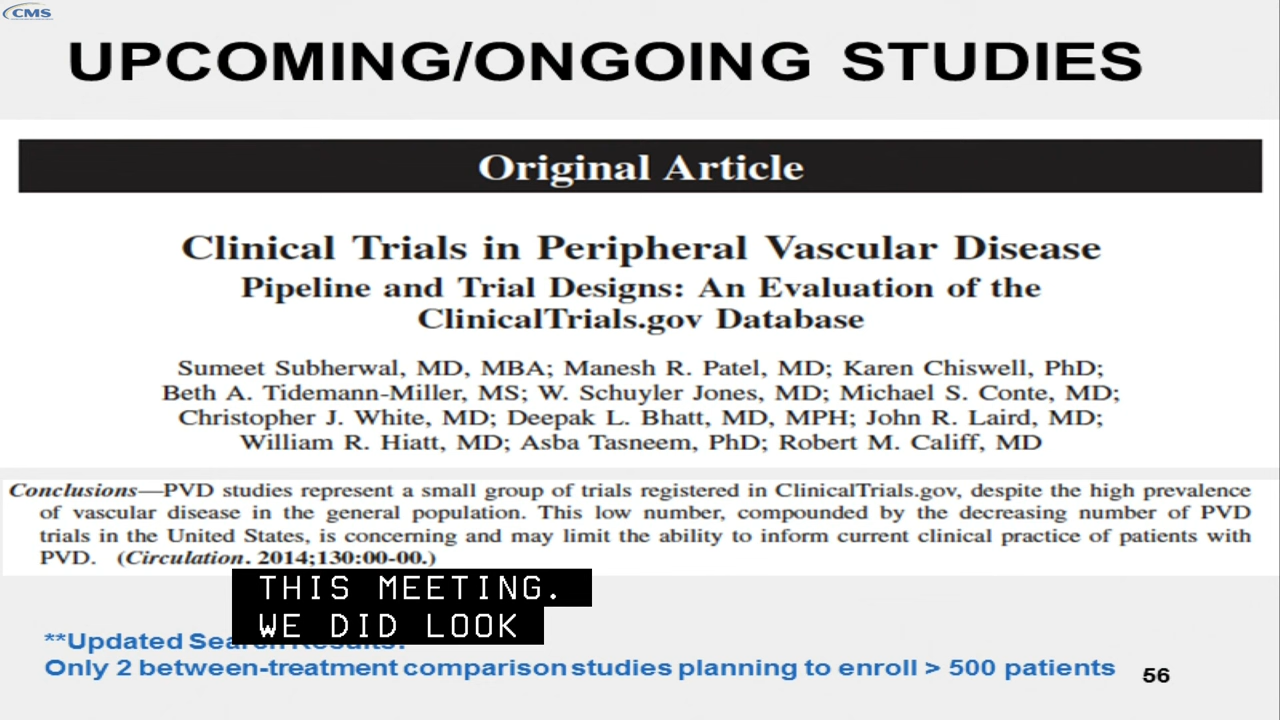 CMS
UPCOMING/ONGOING STUDIES
Original Article
Clinical Trials in Peripheral Vascular Disease
Pipeline and Trial Designs: An Evaluation of the
ClinicalTrials.gov Database
Sumeet Subherwal, MD, MBA; Manesh R. Patel, MD; Karen Chiswell, PhD;
Beth A. Tidemann-Miller, MS; W. Schuyler Jones, MD; Michael S. Conte, MD;
Christopher J. White, MD; Deepak L. Bhatt, MD, MPH; John R. Laird, MD;
William R. Hiatt, MD; Asba Tasneem, PhD; Robert M. Califf, MD
Conclusions—PVD studies represent a small group of trials registered in ClinicalTrials.gov, despite the high prevalence
of vascular disease in the general population. This low number, compounded by the decreasing number of PVD
trials in the United States, is concerning and may limit the ability to inform current clinical practice of patients with
PVD. (Circulation. 2014;130:00-00.)
THIS MEETING.
WE DID LOOK
**Updated
Only 2 between-treatment comparison studies planning to enroll > 500 patients
56